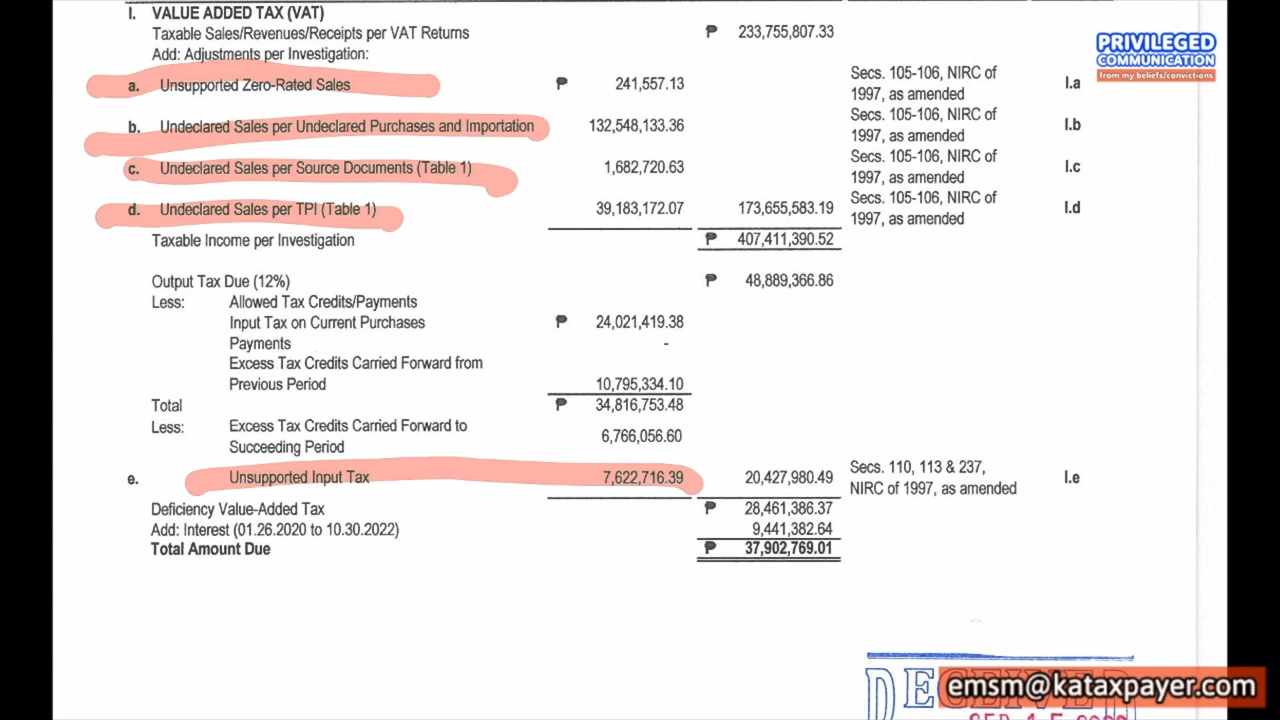 I. VALUE ADDED TAX (VAT)
Taxable Sales/Revenues/Receipts per VAT Returns ₱ 233,755,807.33
Add: Adjustments per Investigation:
PRIVILEGED
COMMUNICATION
from my beliefs/convictions
a. Unsupported Zero-Rated Sales ₱ 241,557.13 Secs. 105-106, NIRC of 1997, as amended I.a
b. Undeclared Sales per Undeclared Purchases and Importation 132,548,133.36 Secs. 105-106, NIRC of 1997, as amended I.b
c. Undeclared Sales per Source Documents (Table 1) 1,682,720.63 Secs. 105-106, NIRC of 1997, as amended I.c
d. Undeclared Sales per TPI (Table 1) 39,183,172.07 173,655,583.19 Secs. 105-106, NIRC of 1997, as amended I.d
Taxable Income per Investigation ₱ 407,411,390.52
Output Tax Due (12%) ₱ 48,889,366.86
Less: Allowed Tax Credits/Payments
Input Tax on Current Purchases ₱ 24,021,419.38
Payments -
Excess Tax Credits Carried Forward from
Previous Period 10,795,334.10
Total ₱ 34,816,753.48
Less: Excess Tax Credits Carried Forward to
Succeeding Period 6,766,056.60
e. Unsupported Input Tax 7,622,716.39 20,427,980.49 Secs. 110, 113 & 237, NIRC of 1997, as amended I.e
Deficiency Value-Added Tax ₱ 28,461,386.37
Add: Interest (01.26.2020 to 10.30.2022) 9,441,382.64
Total Amount Due ₱ 37,902,769.01
emsm@kataxpayer.com